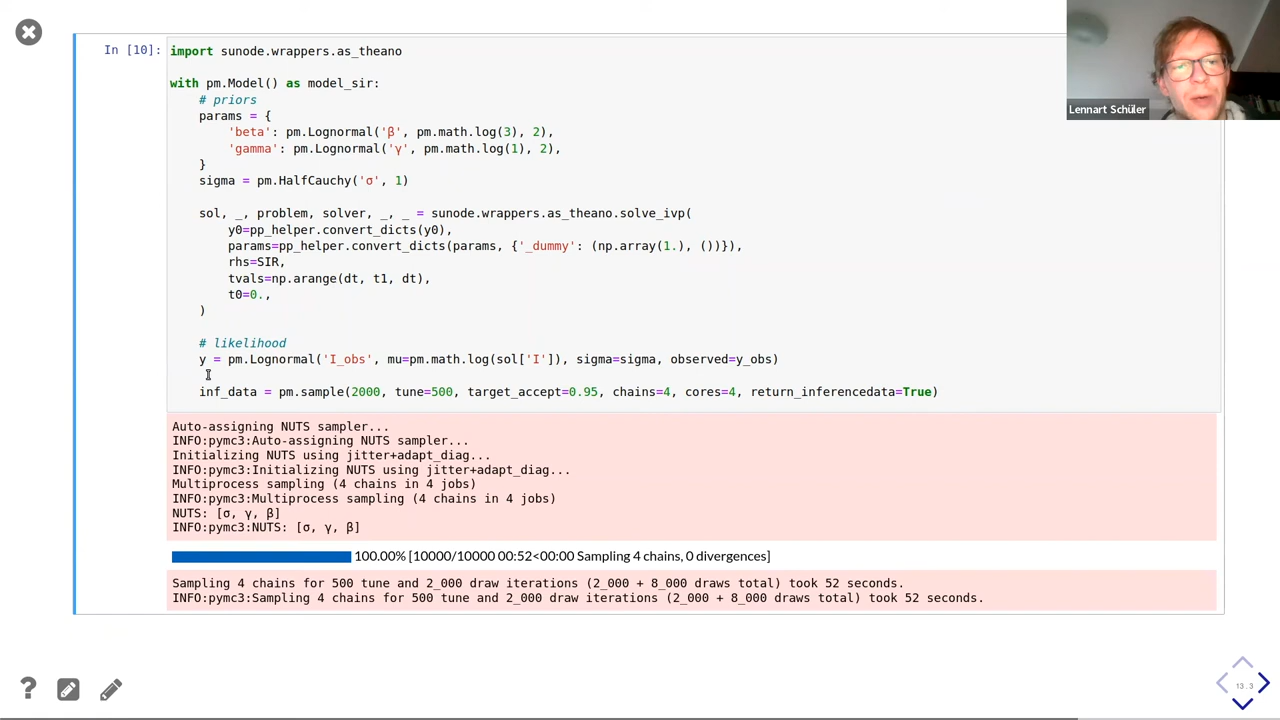 In [10]:
import sunode.wrappers.as_theano
with pm.Model() as model_sir:
# priors
params = {
'beta': pm.Lognormal('β', pm.math.log(3), 2),
'gamma': pm.Lognormal('γ', pm.math.log(1), 2),
}
sigma = pm.HalfCauchy('σ', 1)
sol, _, problem, solver, _, _ = sunode.wrappers.as_theano.solve_ivp(
y0=pp_helper.convert_dicts(y0),
params=pp_helper.convert_dicts(params, {'_dummy': (np.array(1.), ())}),
rhs=SIR,
tvals=np.arange(dt, t1, dt),
t0=0.,
)
# likelihood
y = pm.Lognormal('I_obs', mu=pm.math.log(sol['I']), sigma=sigma, observed=y_obs)
inf_data = pm.sample(2000, tune=500, target_accept=0.95, chains=4, cores=4, return_inferencedata=True)
Auto-assigning NUTS sampler...
INFO:pymc3:Auto-assigning NUTS sampler...
Initializing NUTS using jitter+adapt_diag...
INFO:pymc3:Initializing NUTS using jitter+adapt_diag...
Multiprocess sampling (4 chains in 4 jobs)
INFO:pymc3:Multiprocess sampling (4 chains in 4 jobs)
NUTS: [σ, γ, β]
INFO:pymc3:NUTS: [σ, γ, β]
100.00% [10000/10000 00:52<00:00 Sampling 4 chains, 0 divergences]
Sampling 4 chains for 500 tune and 2_000 draw iterations (2_000 + 8_000 draws total) took 52 seconds.
INFO:pymc3:Sampling 4 chains for 500 tune and 2_000 draw iterations (2_000 + 8_000 draws total) took 52 seconds.
Lennart Schüler
?
13.3